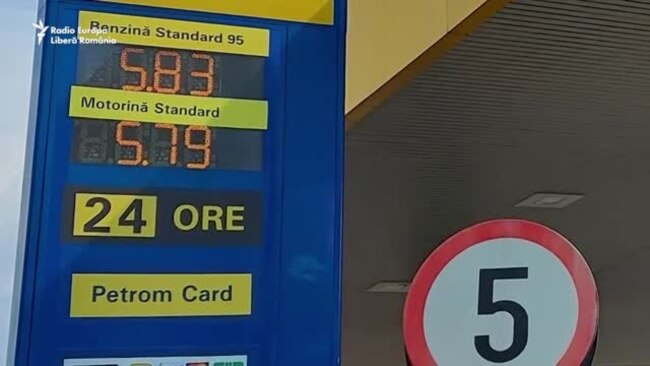 Radio Europa
Liberă România
Benzină Standard 95
5.83
Motorină Standard
5.79
24 ORE
Petrom Card
5